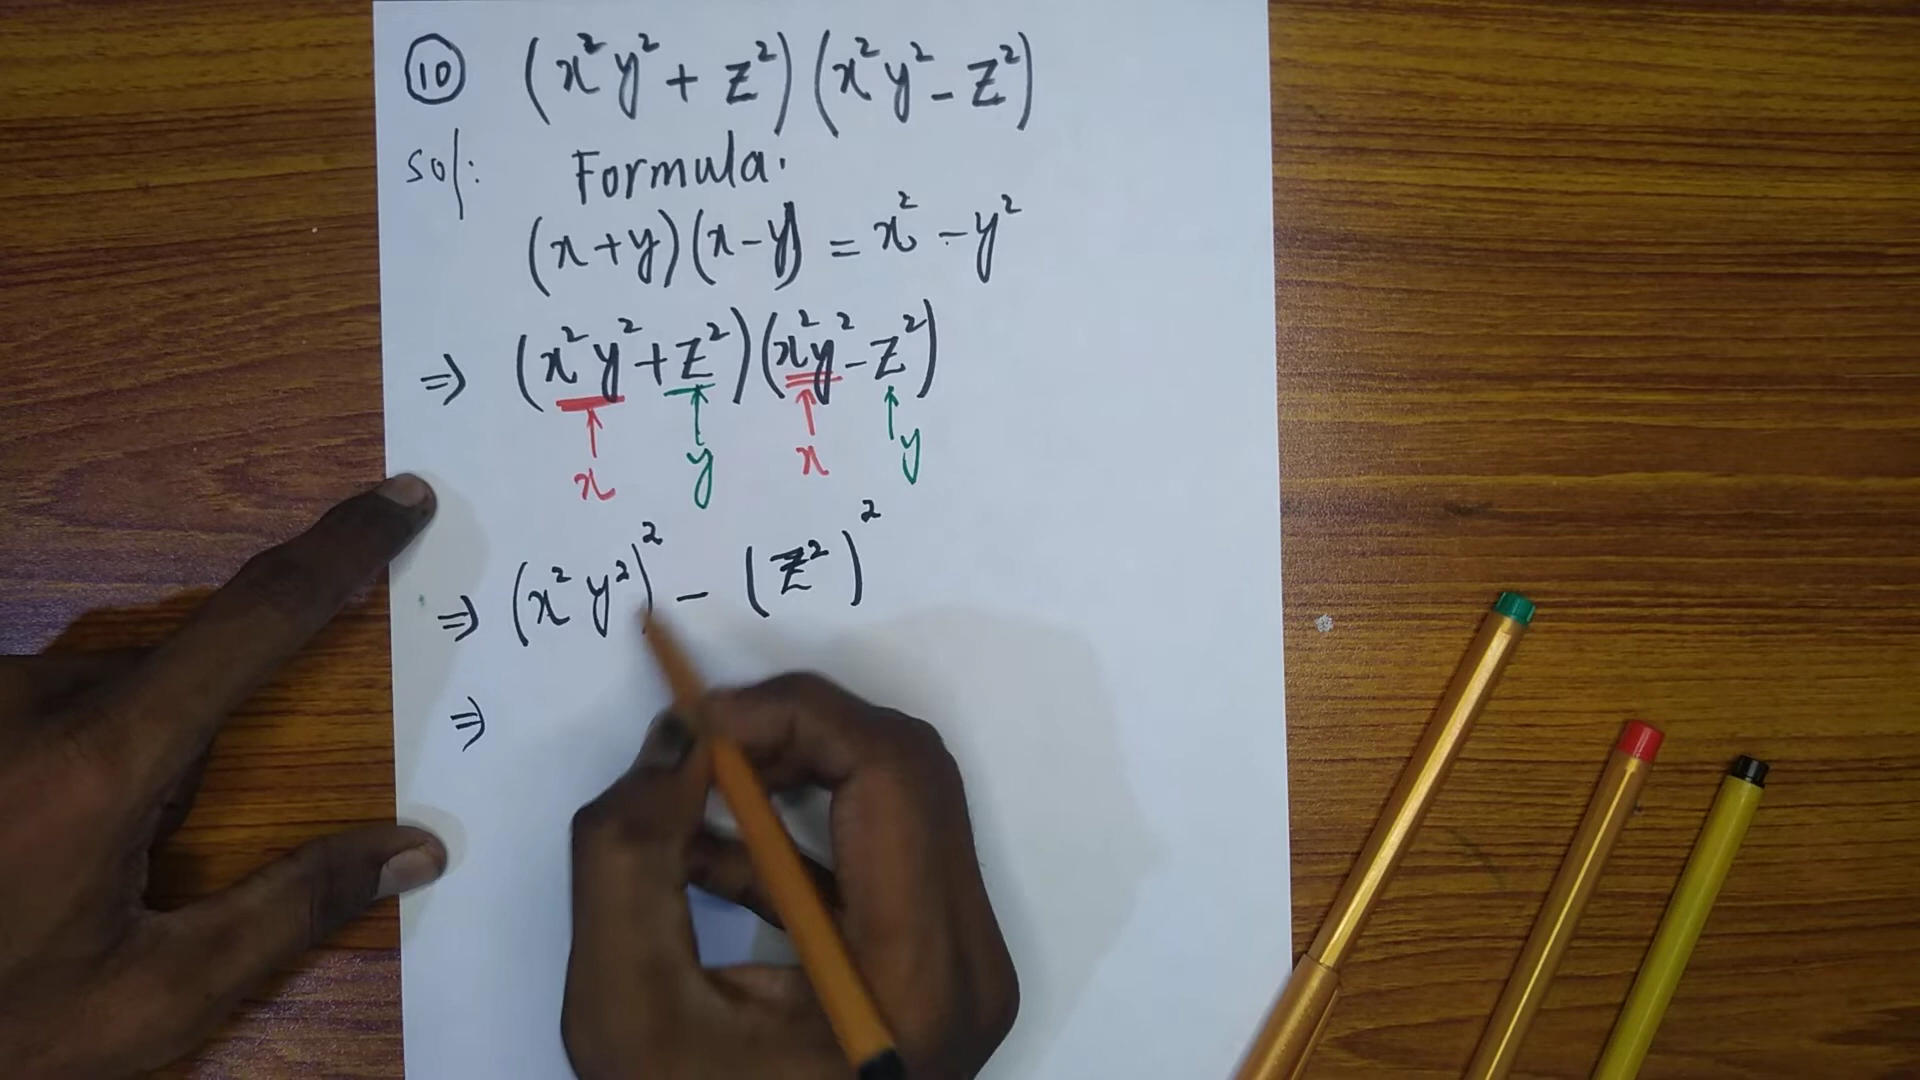 10 (x²y² + z²) (x²y² - z²)
Sol: Formula.
(x+y)(x-y) = x² - y²
⇒ (x²y²+z²)(x²y²-z²)
x y x y
⇒ (x²y²)² - (z²)²
⇒